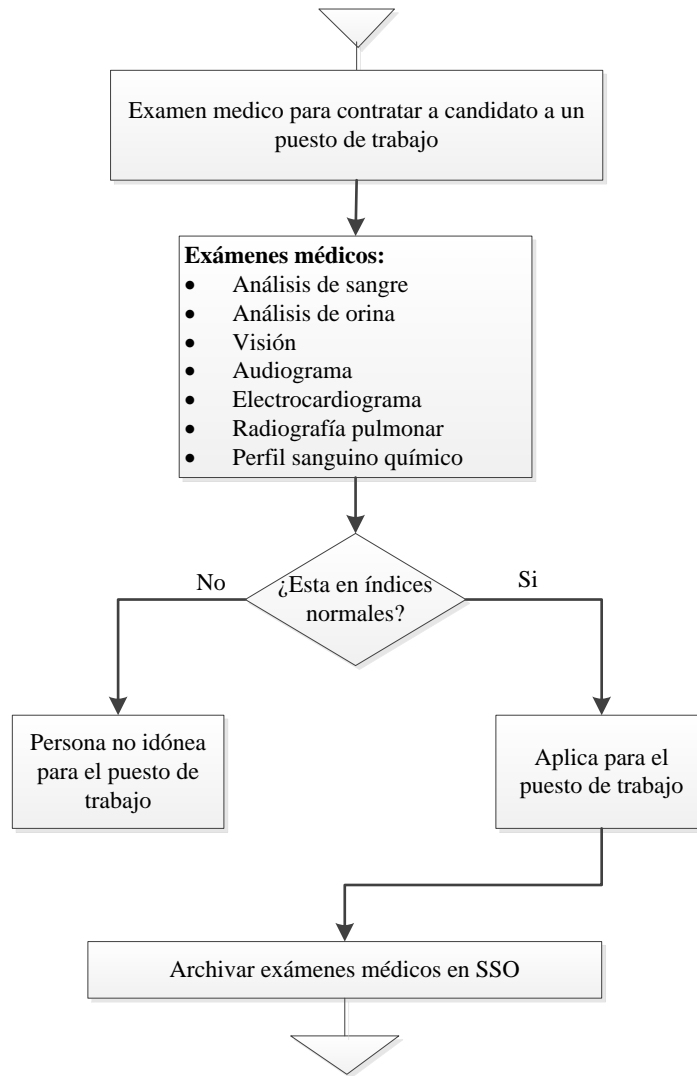 Examen medico para contratar a candidato a un
puesto de trabajo
Exámenes médicos:
• Análisis de sangre
• Análisis de orina
• Visión
• Audiograma
• Electrocardiograma
• Radiografía pulmonar
• Perfil sanguino químico
¿Esta en índices
normales?
No
Si
Persona no idónea
para el puesto de
trabajo
Aplica para el
puesto de trabajo
Archivar exámenes médicos en SSO